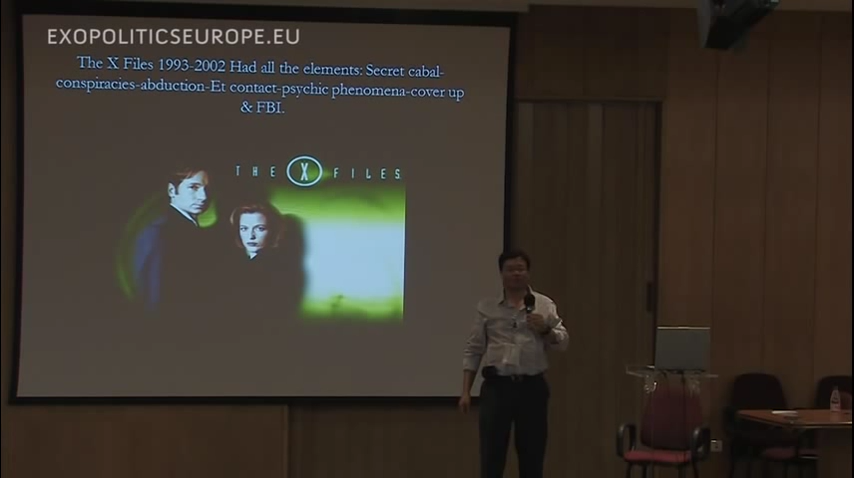 EXOPOLITICSEUROPE.EU
The X Files 1993-2002 Had all the elements: Secret cabal-
conspiracies-abduction-Et contact-psychic phenomena-cover up
& FBI.
THE X FILES